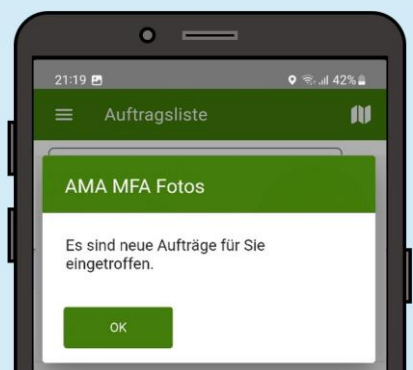 21:19 42%
Auftragsliste
AMA MFA Fotos
Es sind neue Aufträge für Sie
eingetroffen.
OK